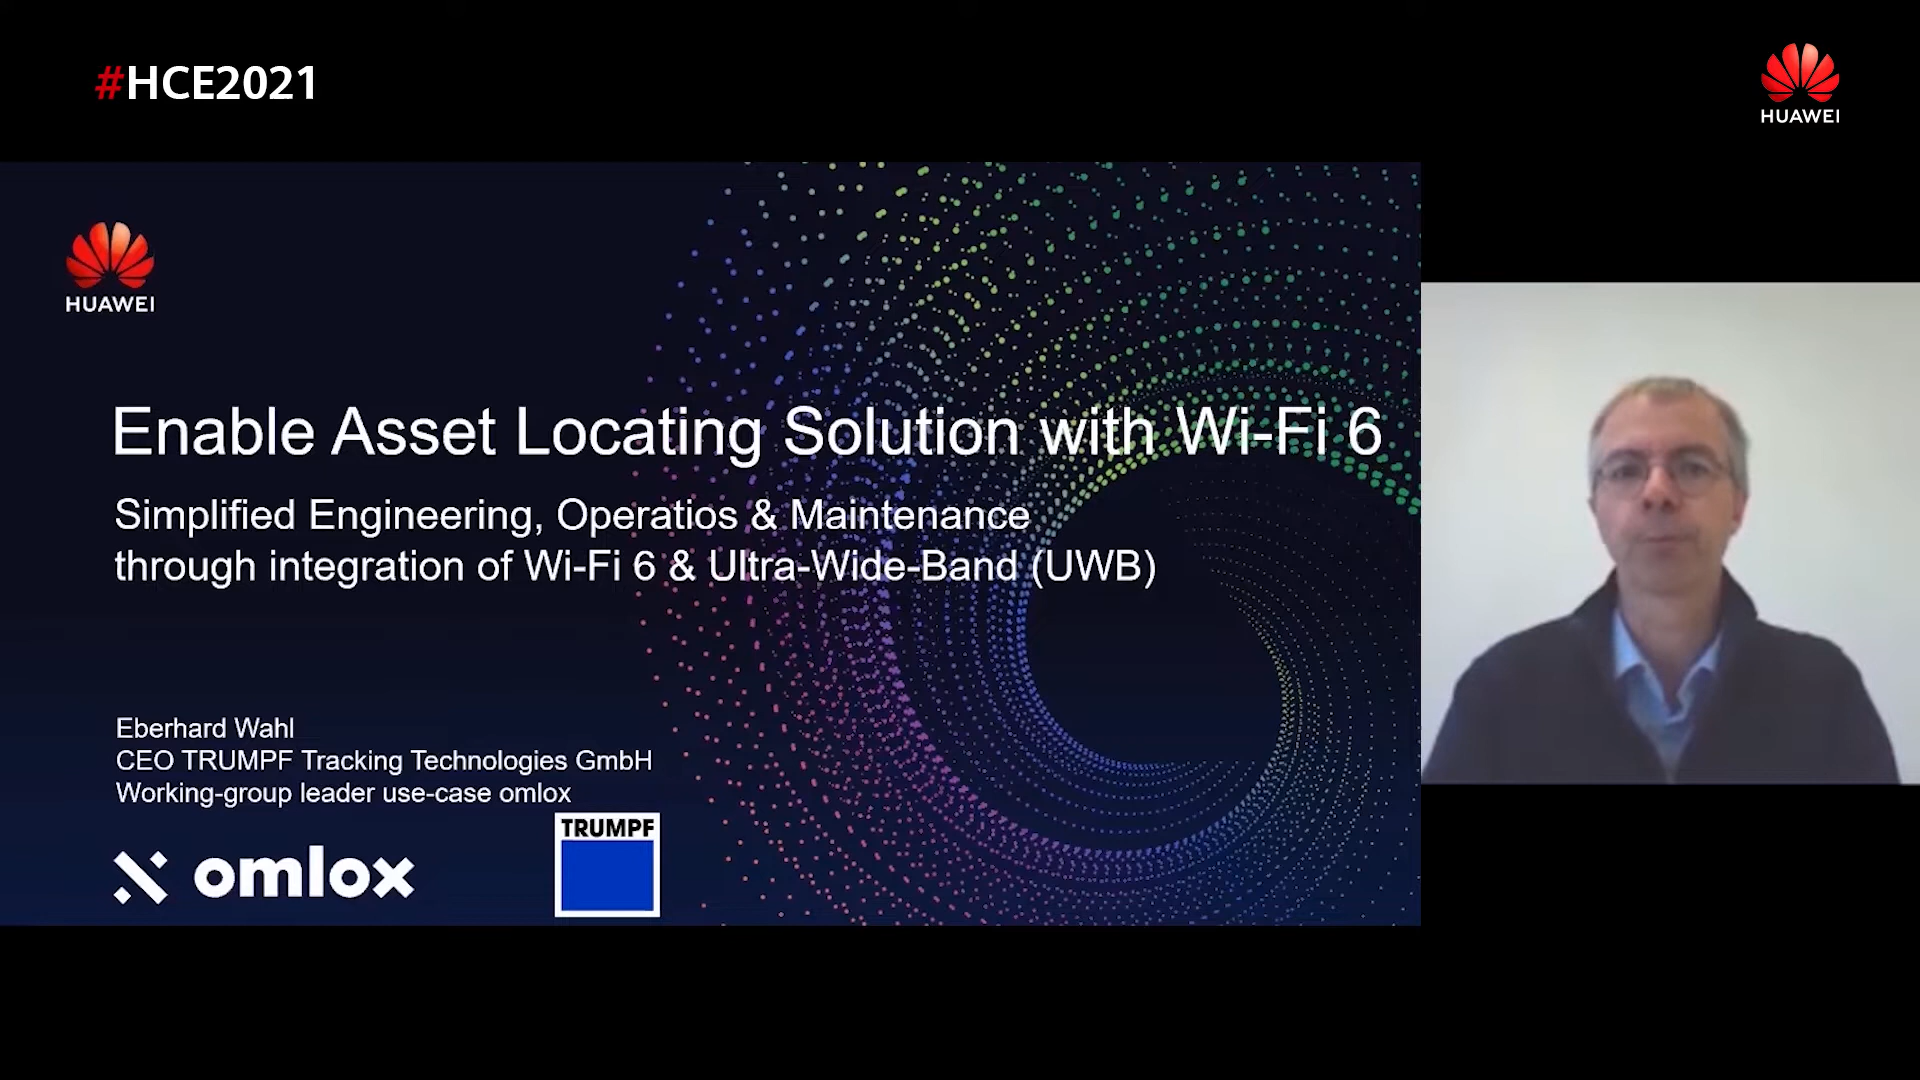 #HCE2021
HUAWEI
HUAWEI
Enable Asset Locating Solution with Wi-Fi 6
Simplified Engineering, Operatios & Maintenance
through integration of Wi-Fi 6 & Ultra-Wide-Band (UWB)
Eberhard Wahl
CEO TRUMPF Tracking Technologies GmbH
Working-group leader use-case omlox
omlox
TRUMPF